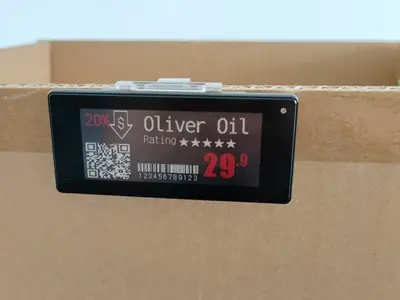 20% $ Oliver Oil
Rating ★★★★★
29.9
123456789123